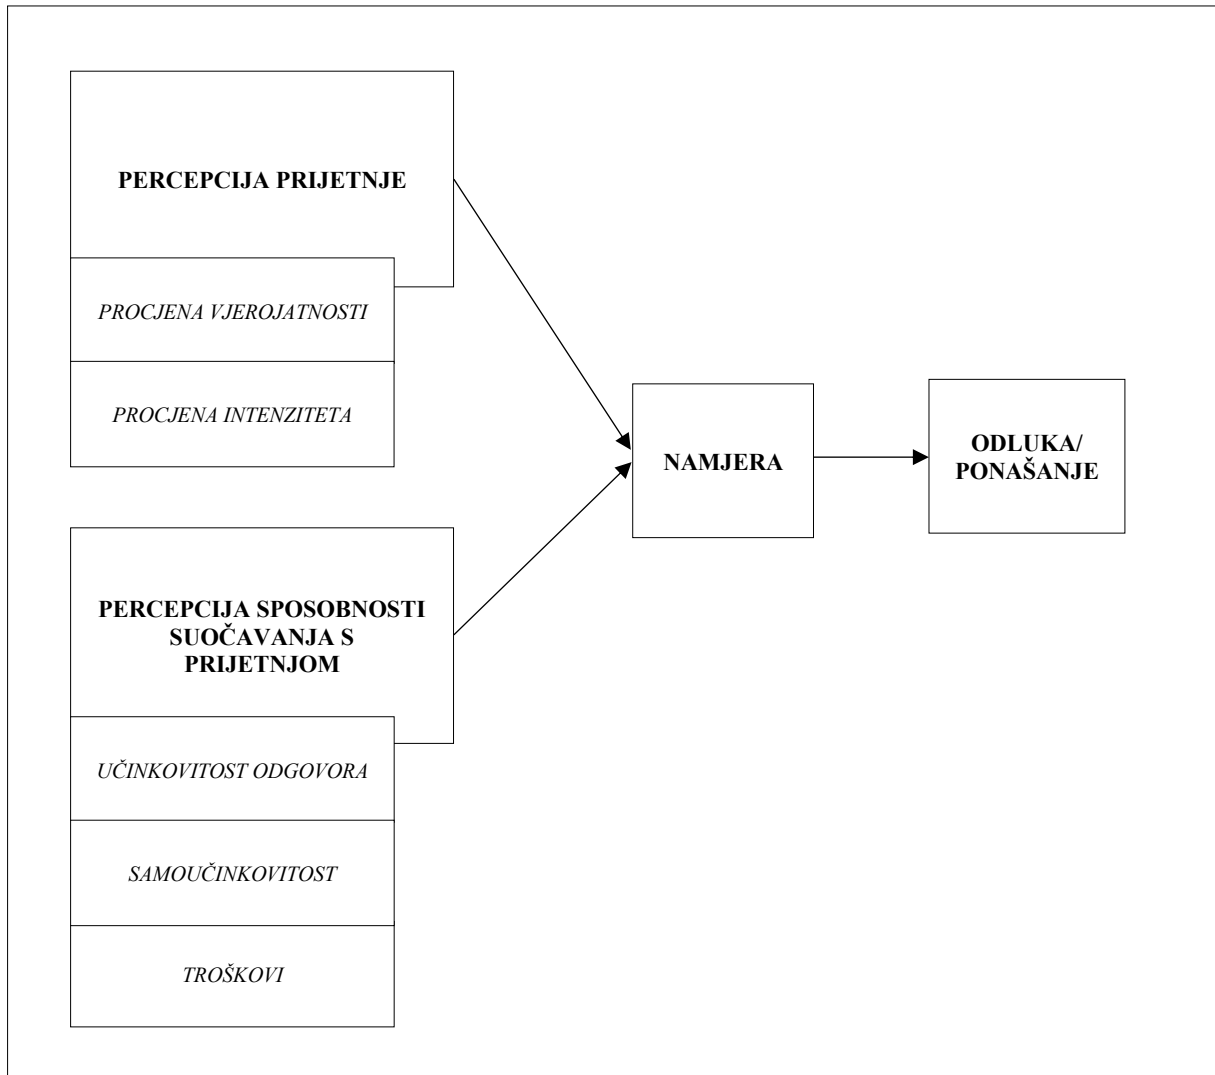 PERCEPCIJA PRIJETNJE
PROCJENA VJEROJATNOSTI
PROCJENA INTENZITETA
PERCEPCIJA SPOSOBNOSTI
SUOČAVANJA S
PRIJETNJOM
UČINKOVITOST ODGOVORA
SAMOUČINKOVITOST
TROŠKOVI
NAMJERA
ODLUKA/
PONAŠANJE